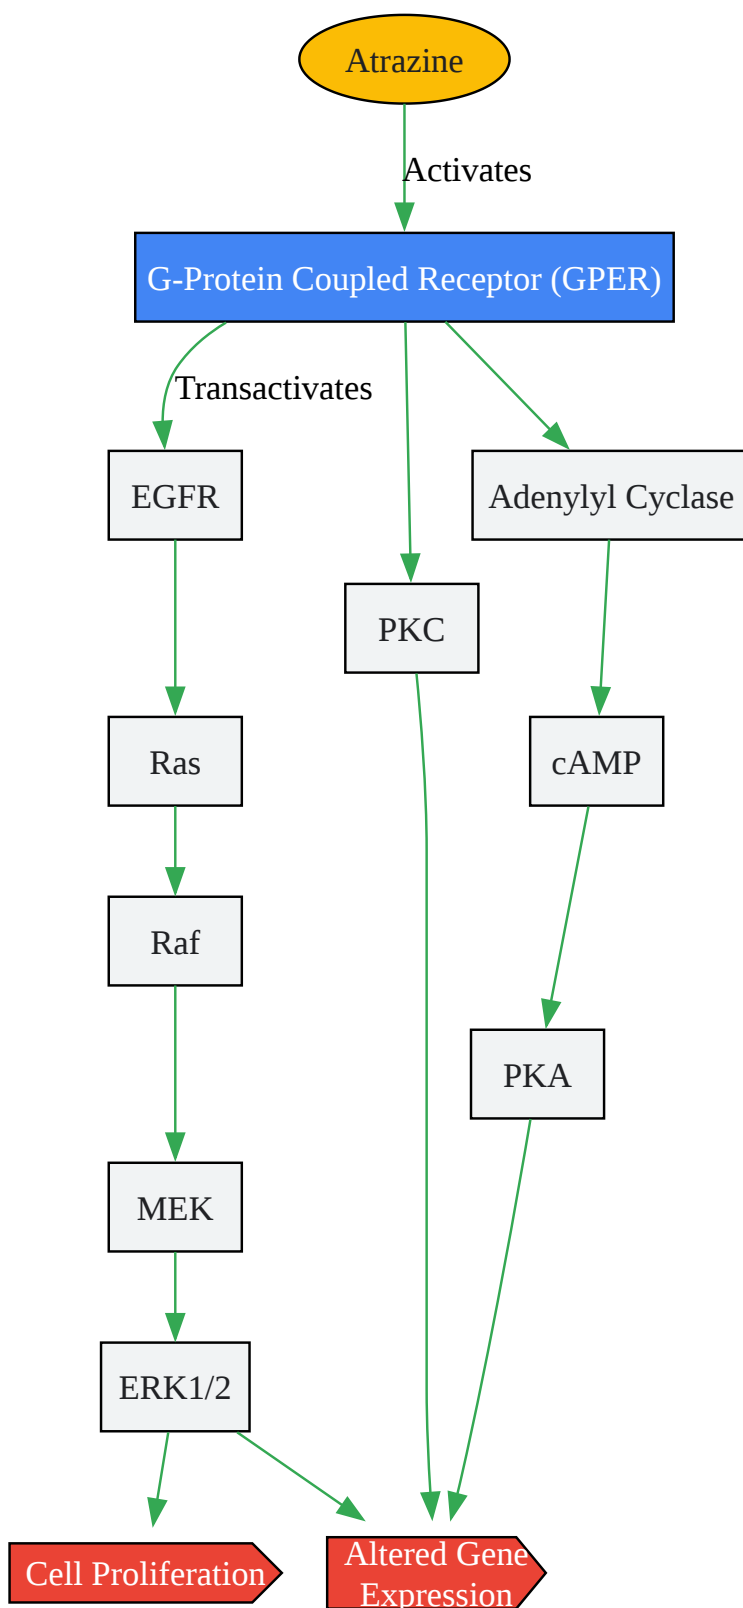 Atrazine
Activates
G-Protein Coupled Receptor (GPER)
Transactivates
EGFR
Adenylyl Cyclase
PKC
Ras
cAMP
Raf
PKA
MEK
ERK1/2
Cell Proliferation
Altered Gene
Expression